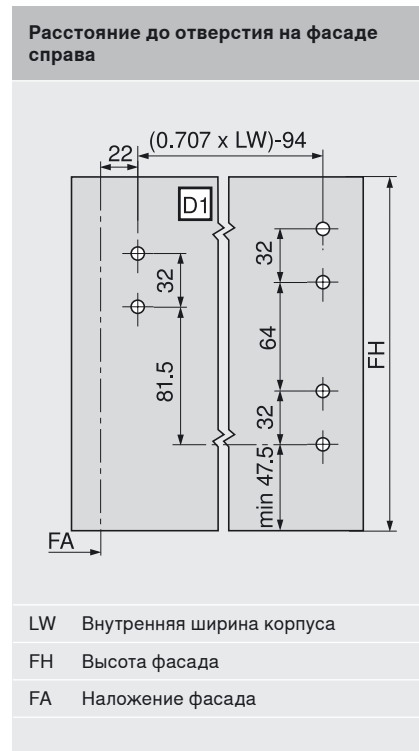 Расстояние до отверстия на фасаде
справа
(0.707 x LW)-94
22
D1
32
32
81.5
64
FH
32
min 47.5
FA
LW Внутренняя ширина корпуса
FH Высота фасада
FA Наложение фасада